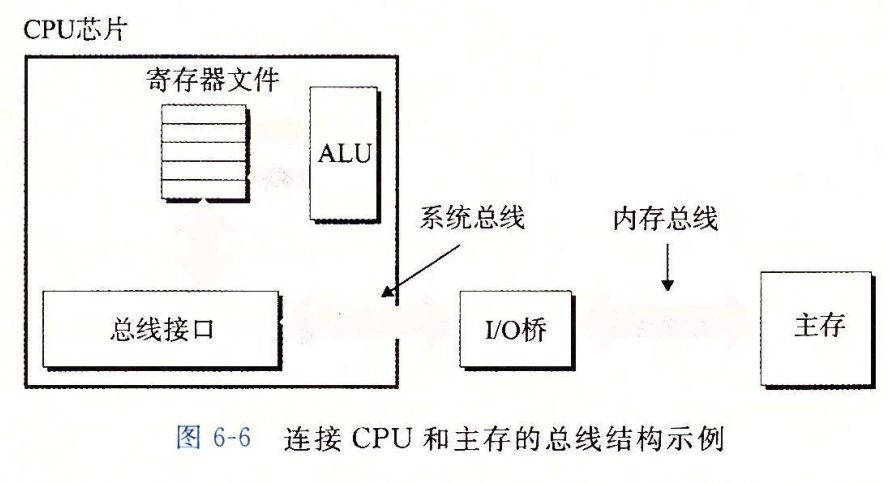 CPU芯片
寄存器文件
ALU
系统总线
内存总线
总线接口
I/O桥
主存
图 6-6 连接 CPU 和主存的总线结构示例